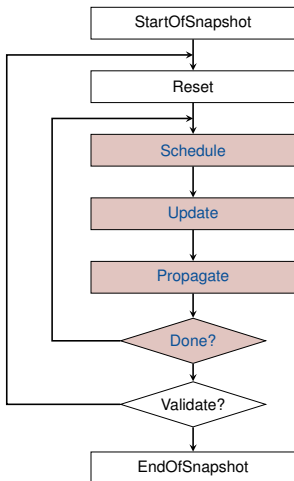 StartOfSnapshot
Reset
Schedule
Update
Propagate
Done?
Validate?
EndOfSnapshot